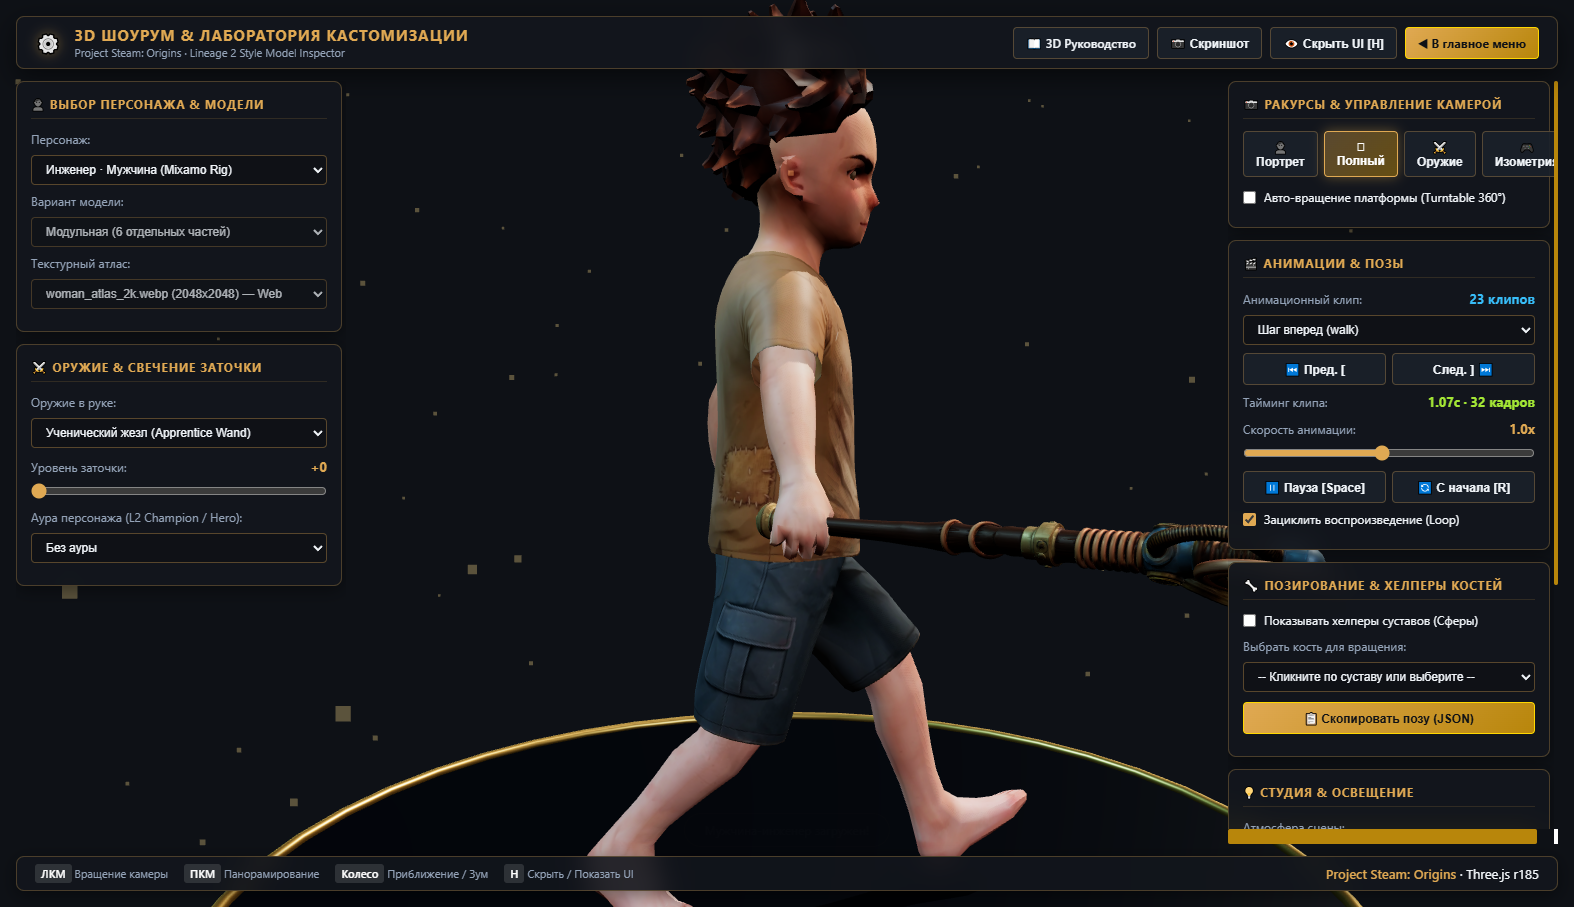 3D ШОУРУМ & ЛАБОРАТОРИЯ КАСТОМИЗАЦИИ
Project Steam: Origins · Lineage 2 Style Model Inspector
3D Руководство
Скриншот
Скрыть UI [H]
◀ В главное меню
ВЫБОР ПЕРСОНАЖА & МОДЕЛИ
Персонаж:
Инженер - Мужчина (Mixamo Rig)
Вариант модели:
Модульная (6 отдельных частей)
Текстурный атлас:
woman_atlas_2k.webp (2048x2048) — Web
ОРУЖИЕ & СВЕЧЕНИЕ ЗАТОЧКИ
Оружие в руке:
Ученический жезл (Apprentice Wand)
Уровень заточки:
+0
Аура персонажа (L2 Champion / Hero):
Без ауры
РАКУРСЫ & УПРАВЛЕНИЕ КАМЕРОЙ
Портрет
Полный
Оружие
Изометрия
Авто-вращение платформы (Turntable 360°)
АНИМАЦИИ & ПОЗЫ
Анимационный клип:
23 клипов
Шаг вперед (walk)
Пред. [
След. ]
Тайминг клипа:
1.07с · 32 кадров
Скорость анимации:
1.0x
Пауза [Space]
С начала [R]
Зациклить воспроизведение (Loop)
ПОЗИРОВАНИЕ & ХЕЛПЕРЫ КОСТЕЙ
Показывать хелперы суставов (Сферы)
Выбрать кость для вращения:
-- Кликните по суставу или выберите --
Скопировать позу (JSON)
СТУДИЯ & ОСВЕЩЕНИЕ
Атмосфера сцены:
ЛКМ Вращение камеры
ПКМ Панорамирование
Колесо Приближение / Зум
H Скрыть / Показать UI
Project Steam: Origins · Three.js r185